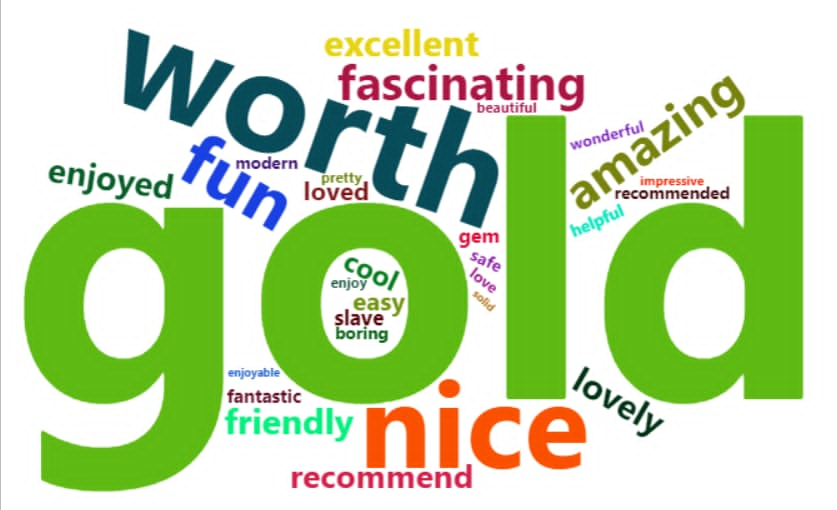 excellent
worth
fascinating
beautiful
amazing
wonderful
fun
modern
enjoyed
pretty
loved
impressive
recommended
helpful
gold
gem
safe
love
solid
cool
enjoy
easy
slave
boring
enjoyable
fantastic
friendly
nice
lovely
recommend